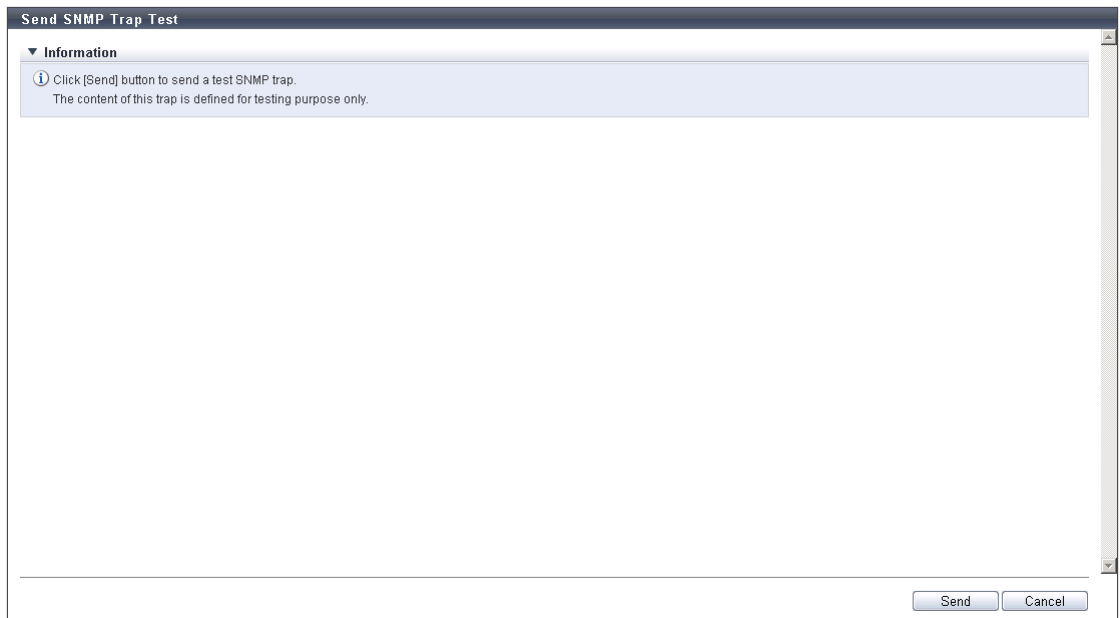 Send SNMP Trap Test
Information
Click [Send] button to send a test SNMP trap.
The content of this trap is defined for testing purpose only.
Send
Cancel